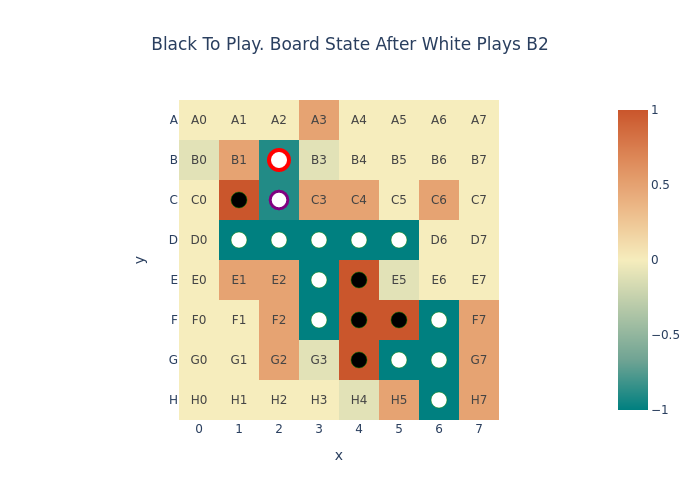 Black To Play. Board State After White Plays B2
A A0 A1 A2 A3 A4 A5 A6 A7
B B0 B1 B3 B4 B5 B6 B7
C C0 C3 C4 C5 C6 C7
D D0 D6 D7
E E0 E1 E2 E5 E6 E7
F F0 F1 F2 F7
G G0 G1 G2 G3 G7
H H0 H1 H2 H3 H4 H5 H7
0 1 2 3 4 5 6 7
x
y
1
0.5
0
−0.5
−1